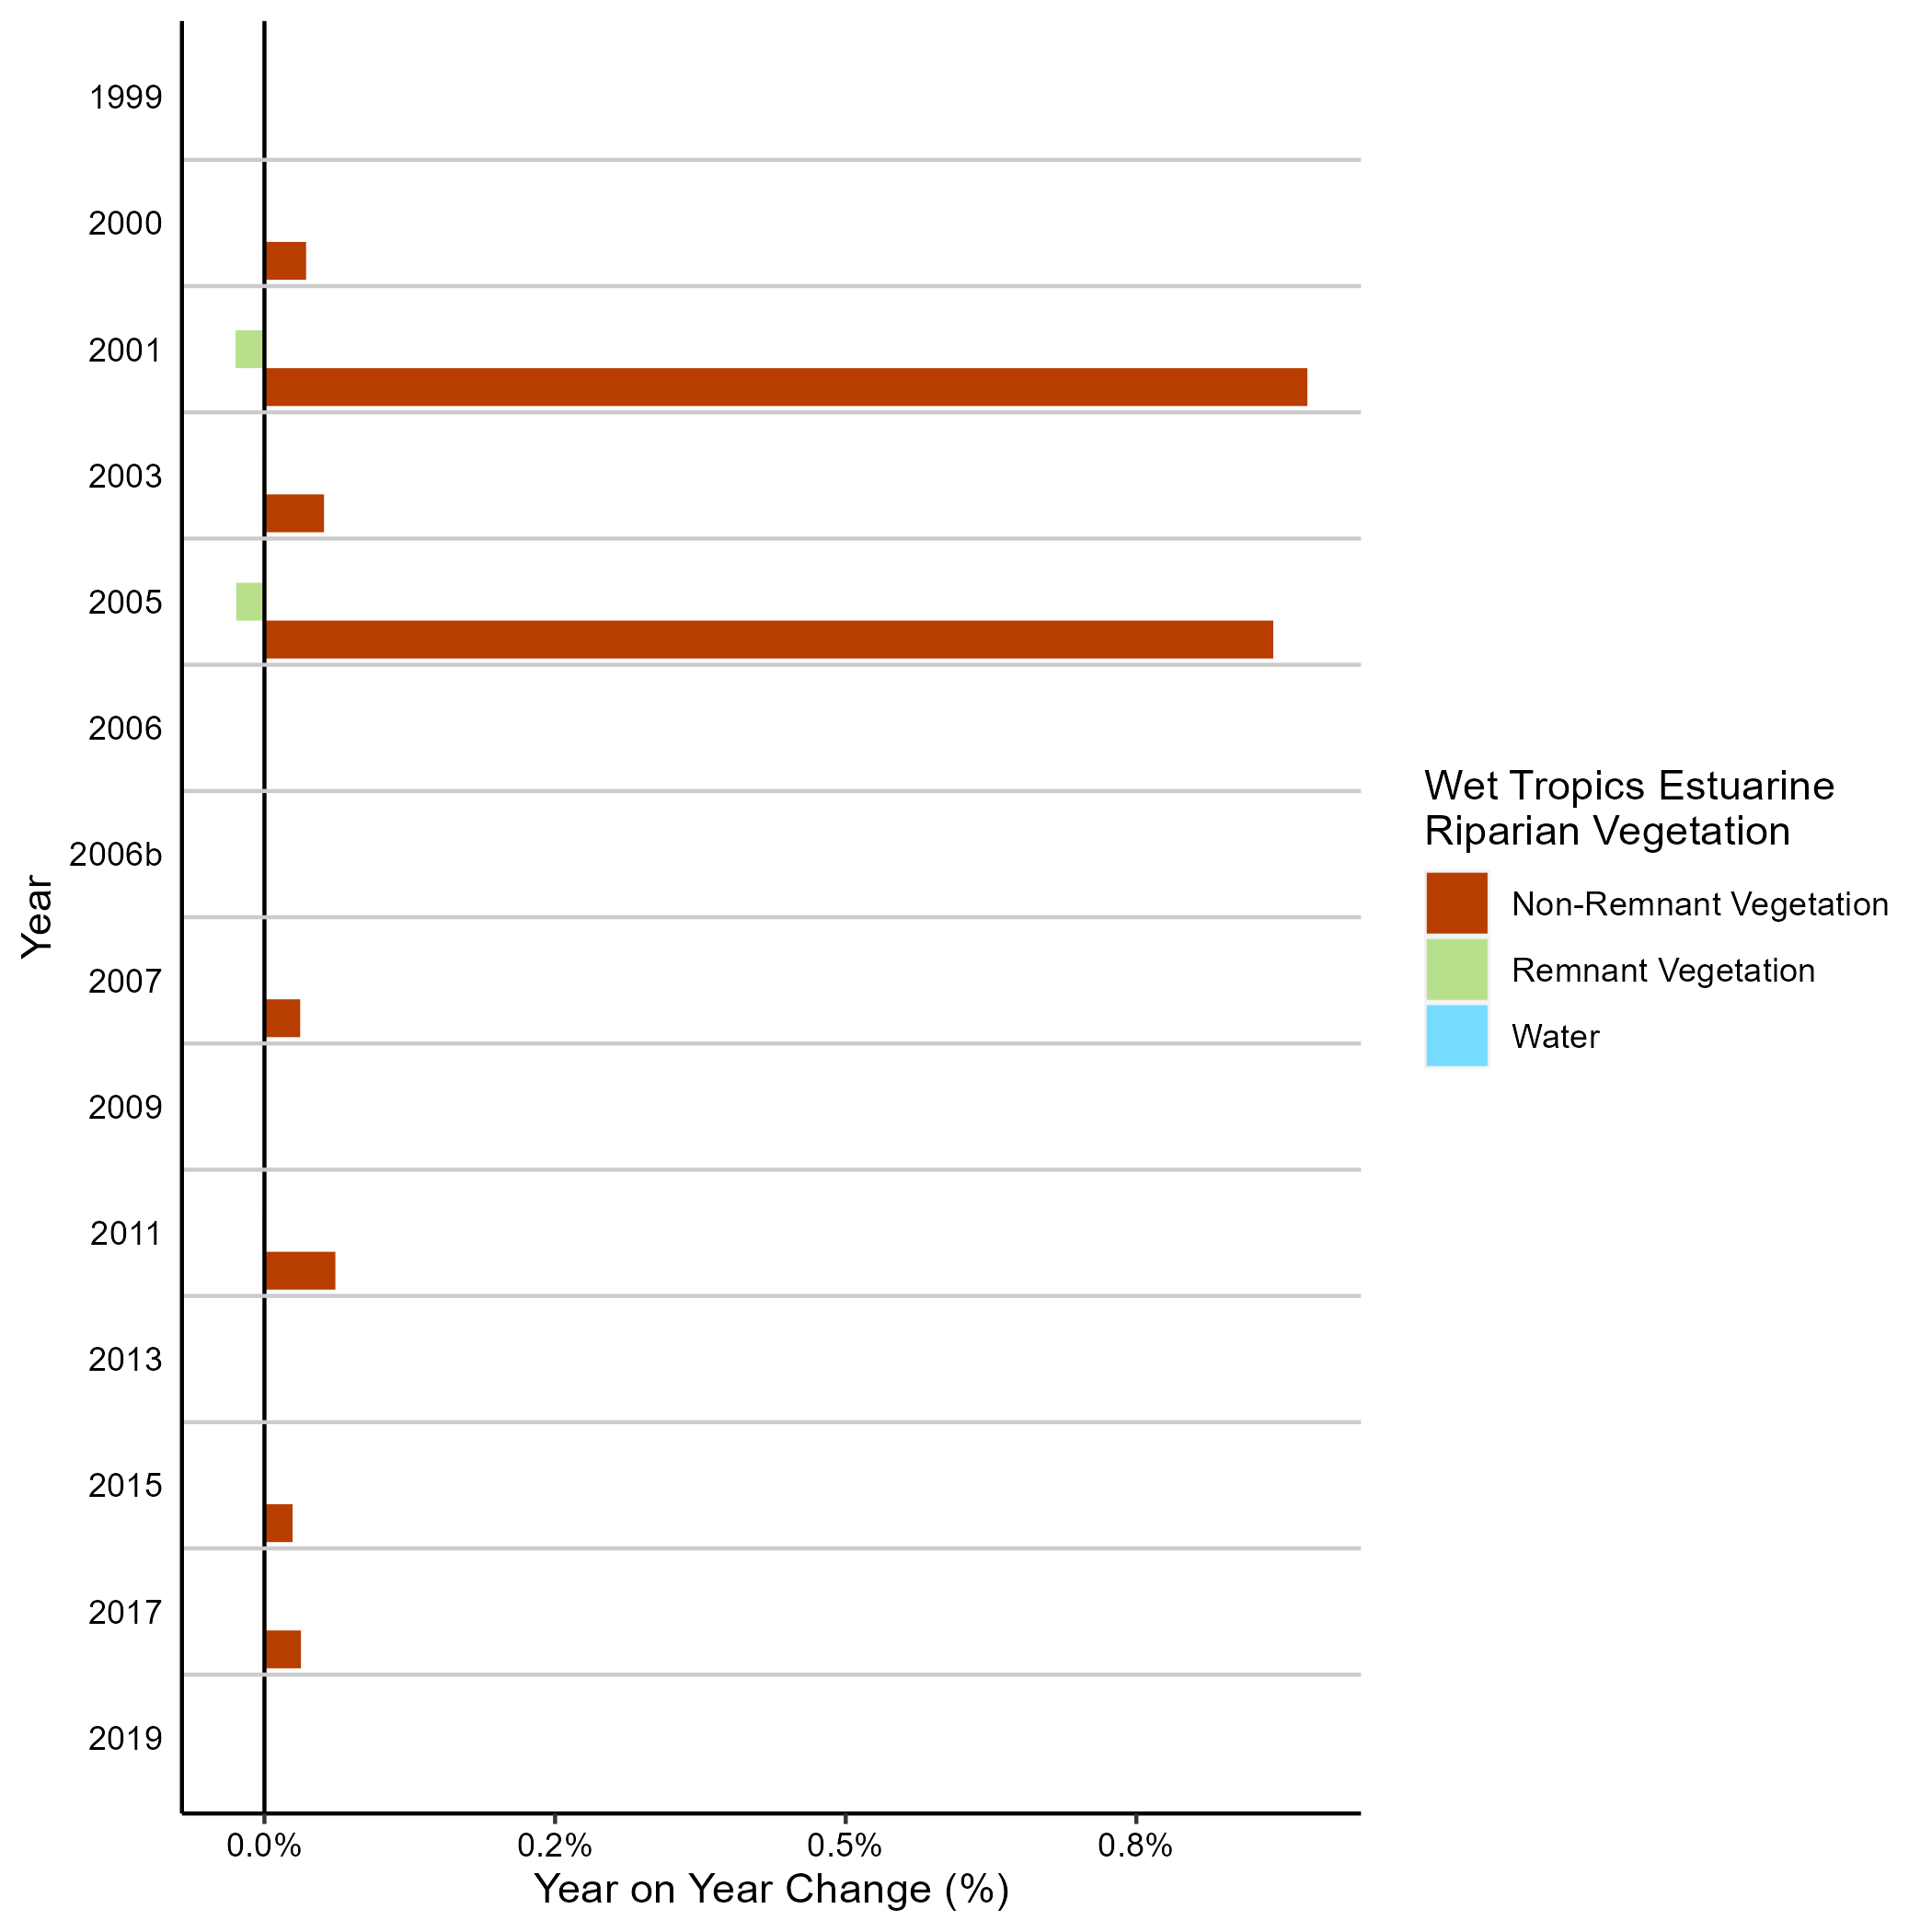 1999
2000
2001
2003
2005
2006
2006b
2007
2009
2011
2013
2015
2017
2019
Year
0.0%
0.2%
0.5%
0.8%
Year on Year Change (%)
Wet Tropics Estuarine
Riparian Vegetation
Non-Remnant Vegetation
Remnant Vegetation
Water